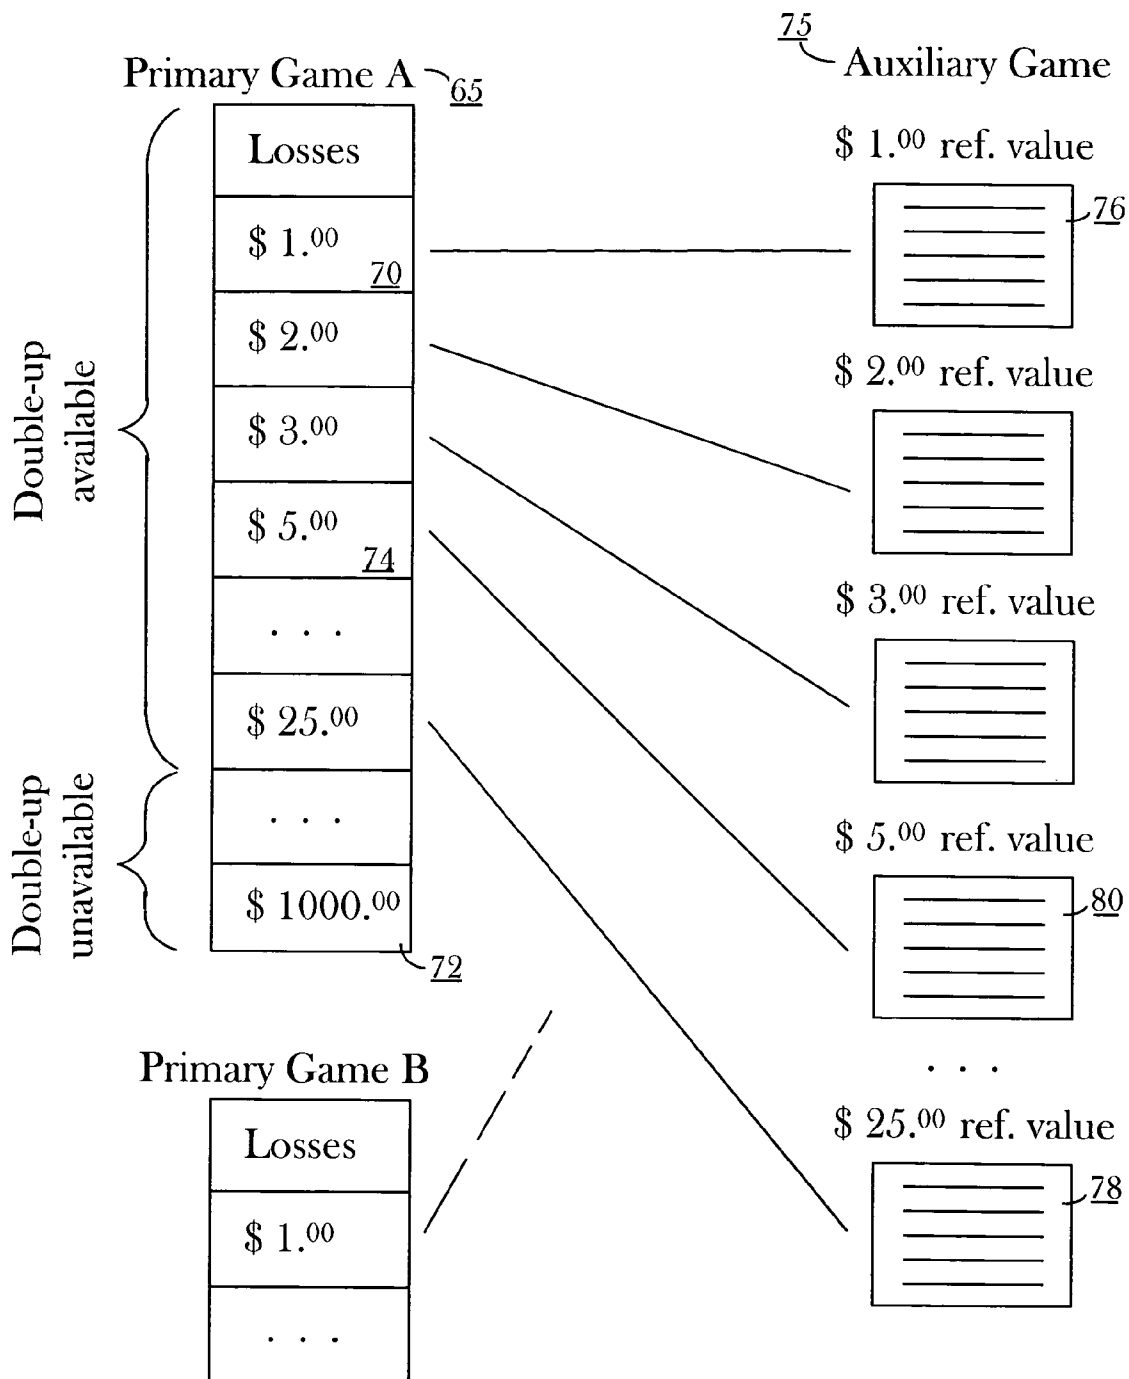 75
Auxiliary Game
Primary Game A
65
Losses
$ 1.00
70
$ 2.00
$ 3.00
$ 5.00
74
. . .
$ 25.00
. . .
$ 1000.00
72
Double-up
available
Double-up
unavailable
$ 1.00 ref. value
76
$ 2.00 ref. value
$ 3.00 ref. value
$ 5.00 ref. value
80
. . .
$ 25.00 ref. value
78
Primary Game B
Losses
$ 1.00
. . .